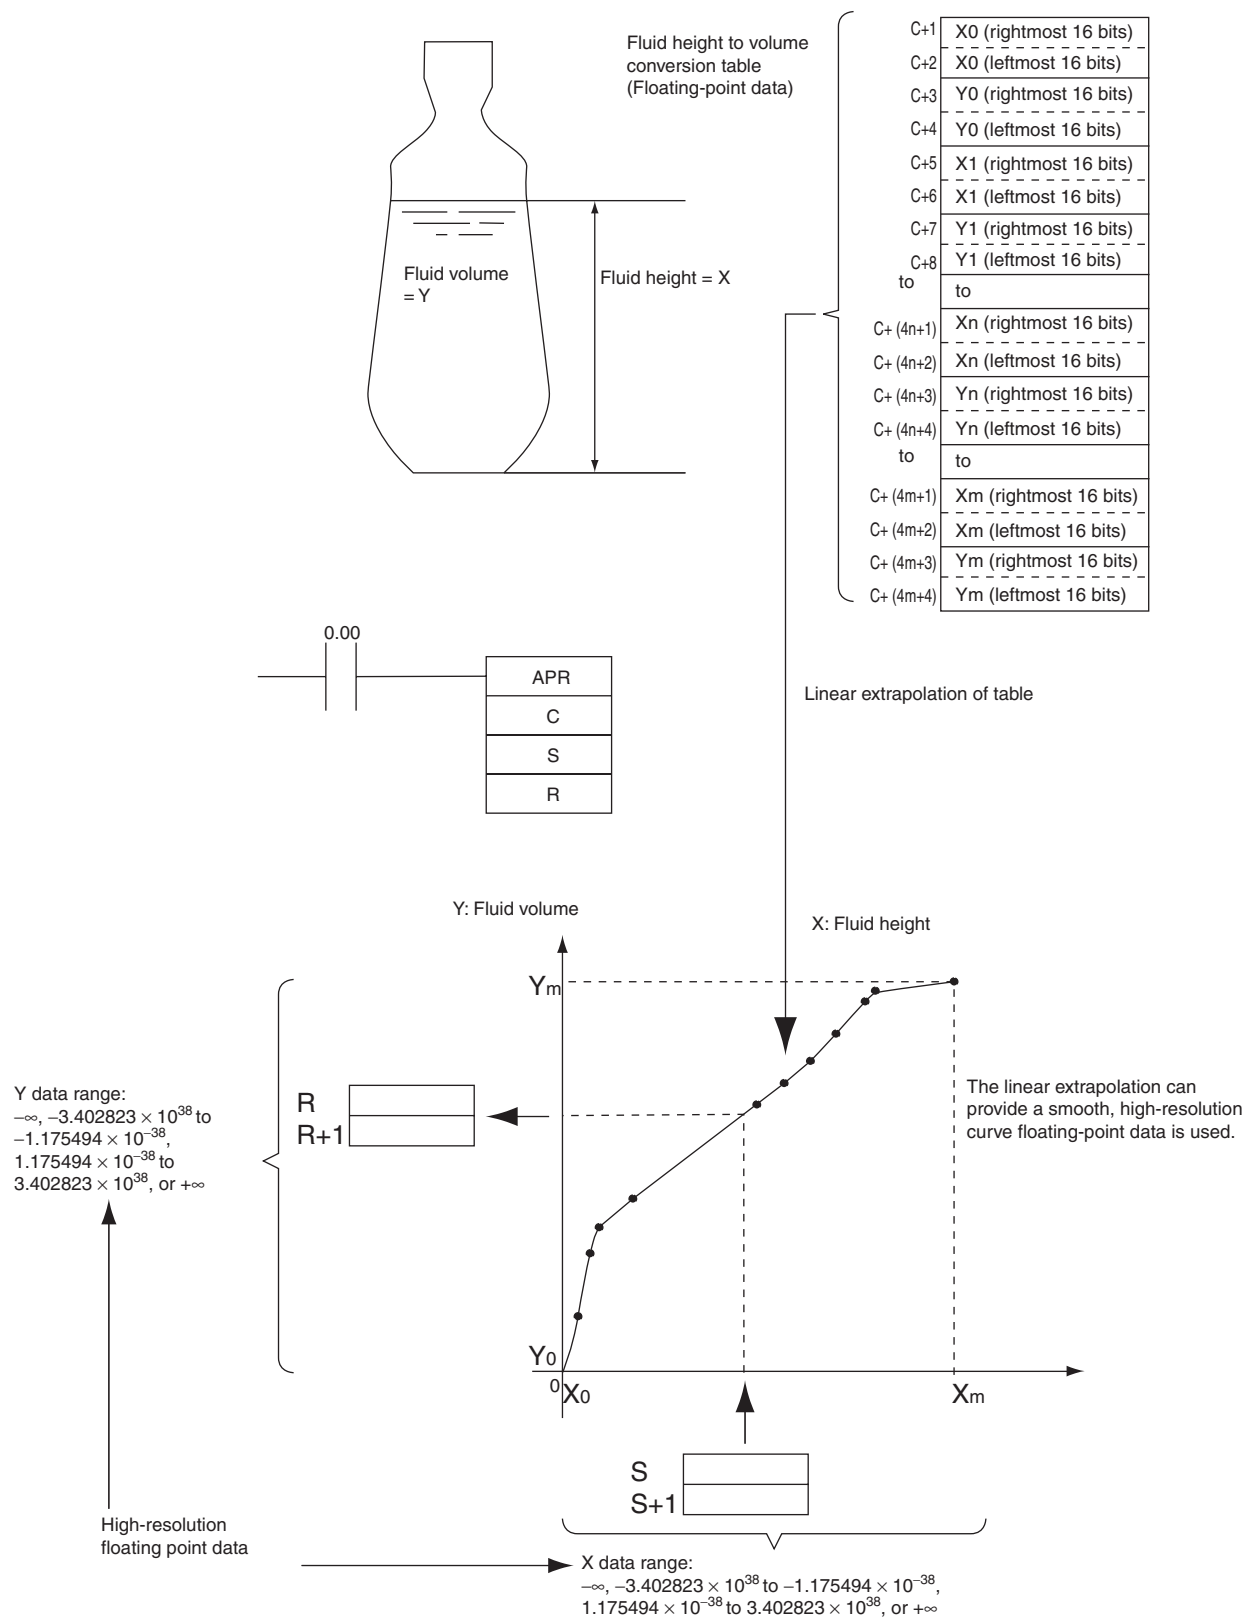 Fluid height to volume
conversion table
(Floating-point data)
C+1 X0 (rightmost 16 bits)
C+2 X0 (leftmost 16 bits)
C+3 Y0 (rightmost 16 bits)
C+4 Y0 (leftmost 16 bits)
C+5 X1 (rightmost 16 bits)
C+6 X1 (leftmost 16 bits)
C+7 Y1 (rightmost 16 bits)
C+8 Y1 (leftmost 16 bits)
to to
C+ (4n+1) Xn (rightmost 16 bits)
C+ (4n+2) Xn (leftmost 16 bits)
C+ (4n+3) Yn (rightmost 16 bits)
C+ (4n+4) Yn (leftmost 16 bits)
to to
C+ (4m+1) Xm (rightmost 16 bits)
C+ (4m+2) Xm (leftmost 16 bits)
C+ (4m+3) Ym (rightmost 16 bits)
C+ (4m+4) Ym (leftmost 16 bits)
Fluid volume
= Y
Fluid height = X
0.00
APR
C
S
R
Linear extrapolation of table
Y: Fluid volume
X: Fluid height
Ym
Y data range:
−∞, −3.402823 × 10³⁸ to
−1.175494 × 10⁻³⁸,
1.175494 × 10⁻³⁸ to
3.402823 × 10³⁸, or +∞
R
R+1
The linear extrapolation can
provide a smooth, high-resolution
curve floating-point data is used.
Y0
0
X0
Xm
S
S+1
High-resolution
floating point data
X data range:
−∞, −3.402823 × 10³⁸ to −1.175494 × 10⁻³⁸,
1.175494 × 10⁻³⁸ to 3.402823 × 10³⁸, or +∞